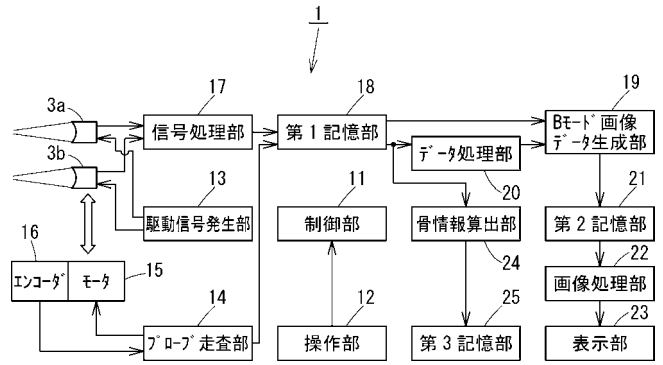 1
3a
17
18
19
信号処理部
第１記憶部
Bモード画像
データ生成部
3b
データ処理部
20
13
11
21
駆動信号発生部
制御部
骨情報算出部
第２記憶部
16
15
24
22
エンコーダ
モータ
画像処理部
14
12
25
23
プローブ走査部
操作部
第３記憶部
表示部